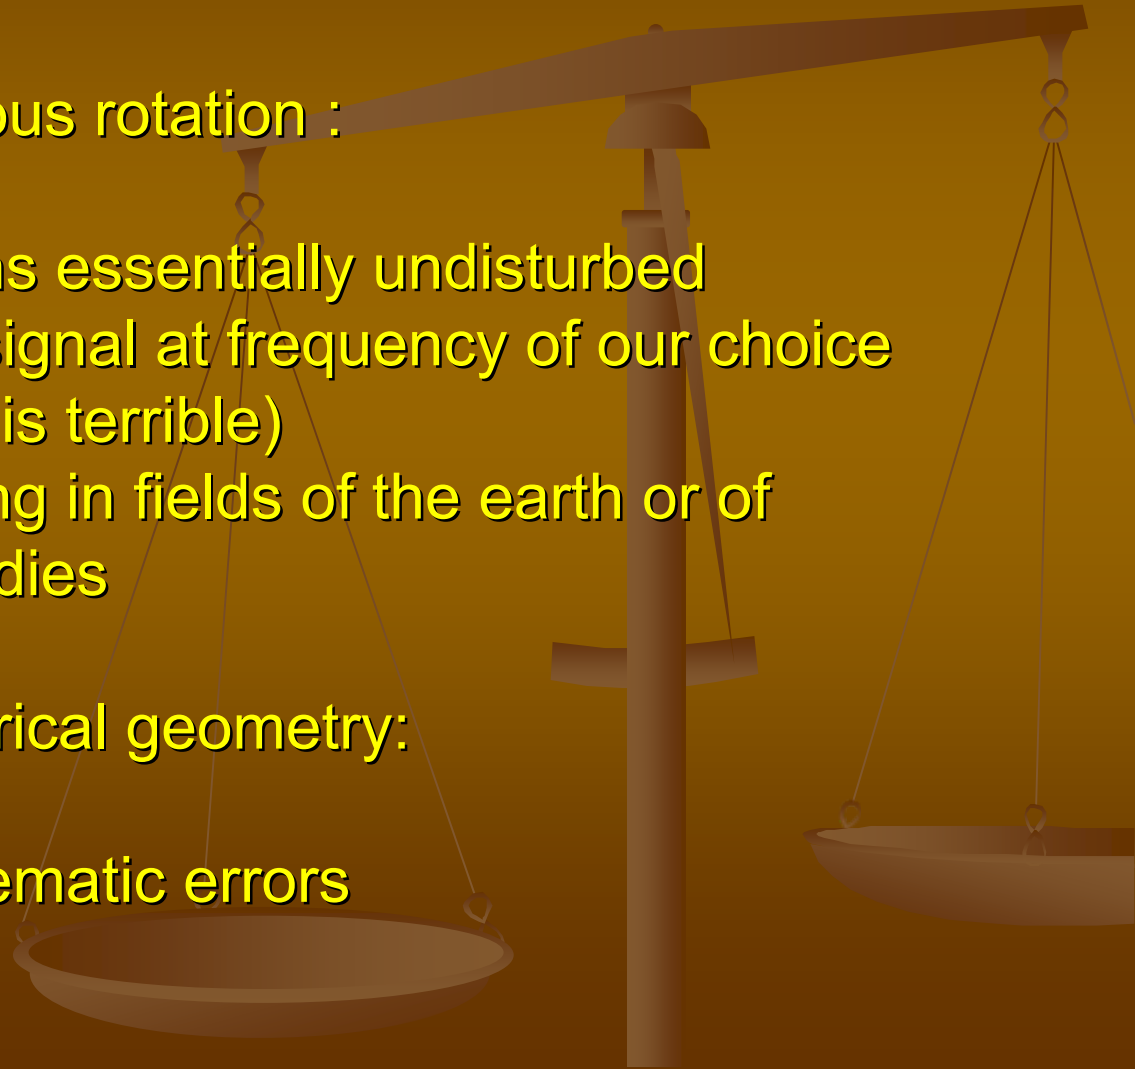 ous rotation :
ns essentially undisturbed
signal at frequency of our choice
is terrible)
ng in fields of the earth or of
dies
rical geometry:
ematic errors